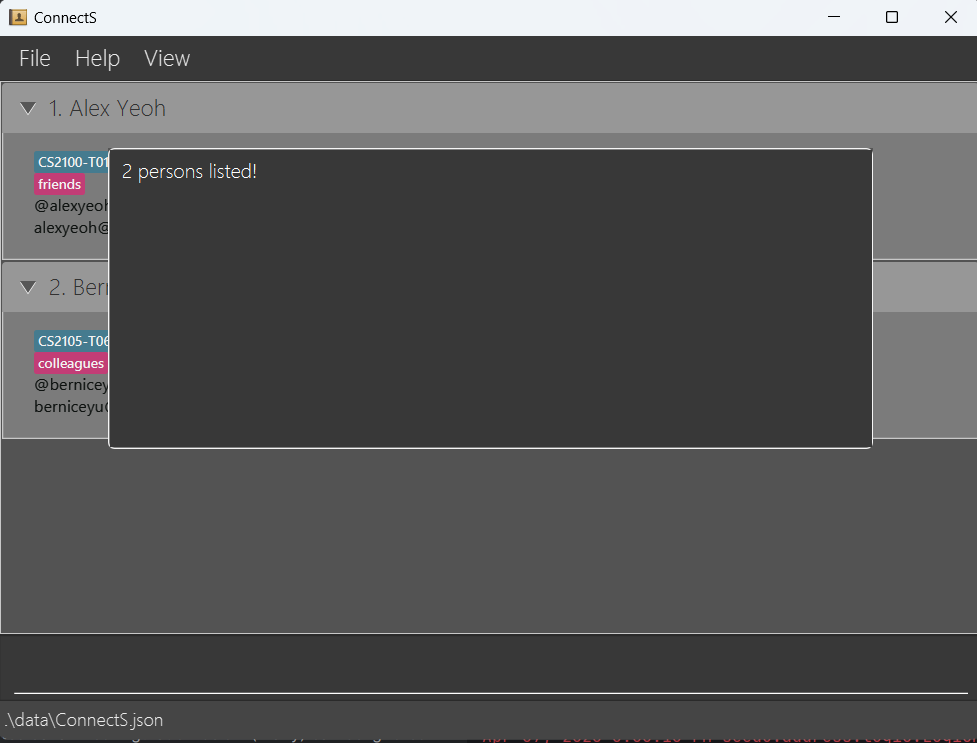 ConnectS
File Help View
1. Alex Yeoh
CS2100-T01
friends
@alexyeoh
alexyeoh@
2 persons listed!
2. Bern
CS2105-T06
colleagues
@berniceyu
berniceyu
.\data\ConnectS.json